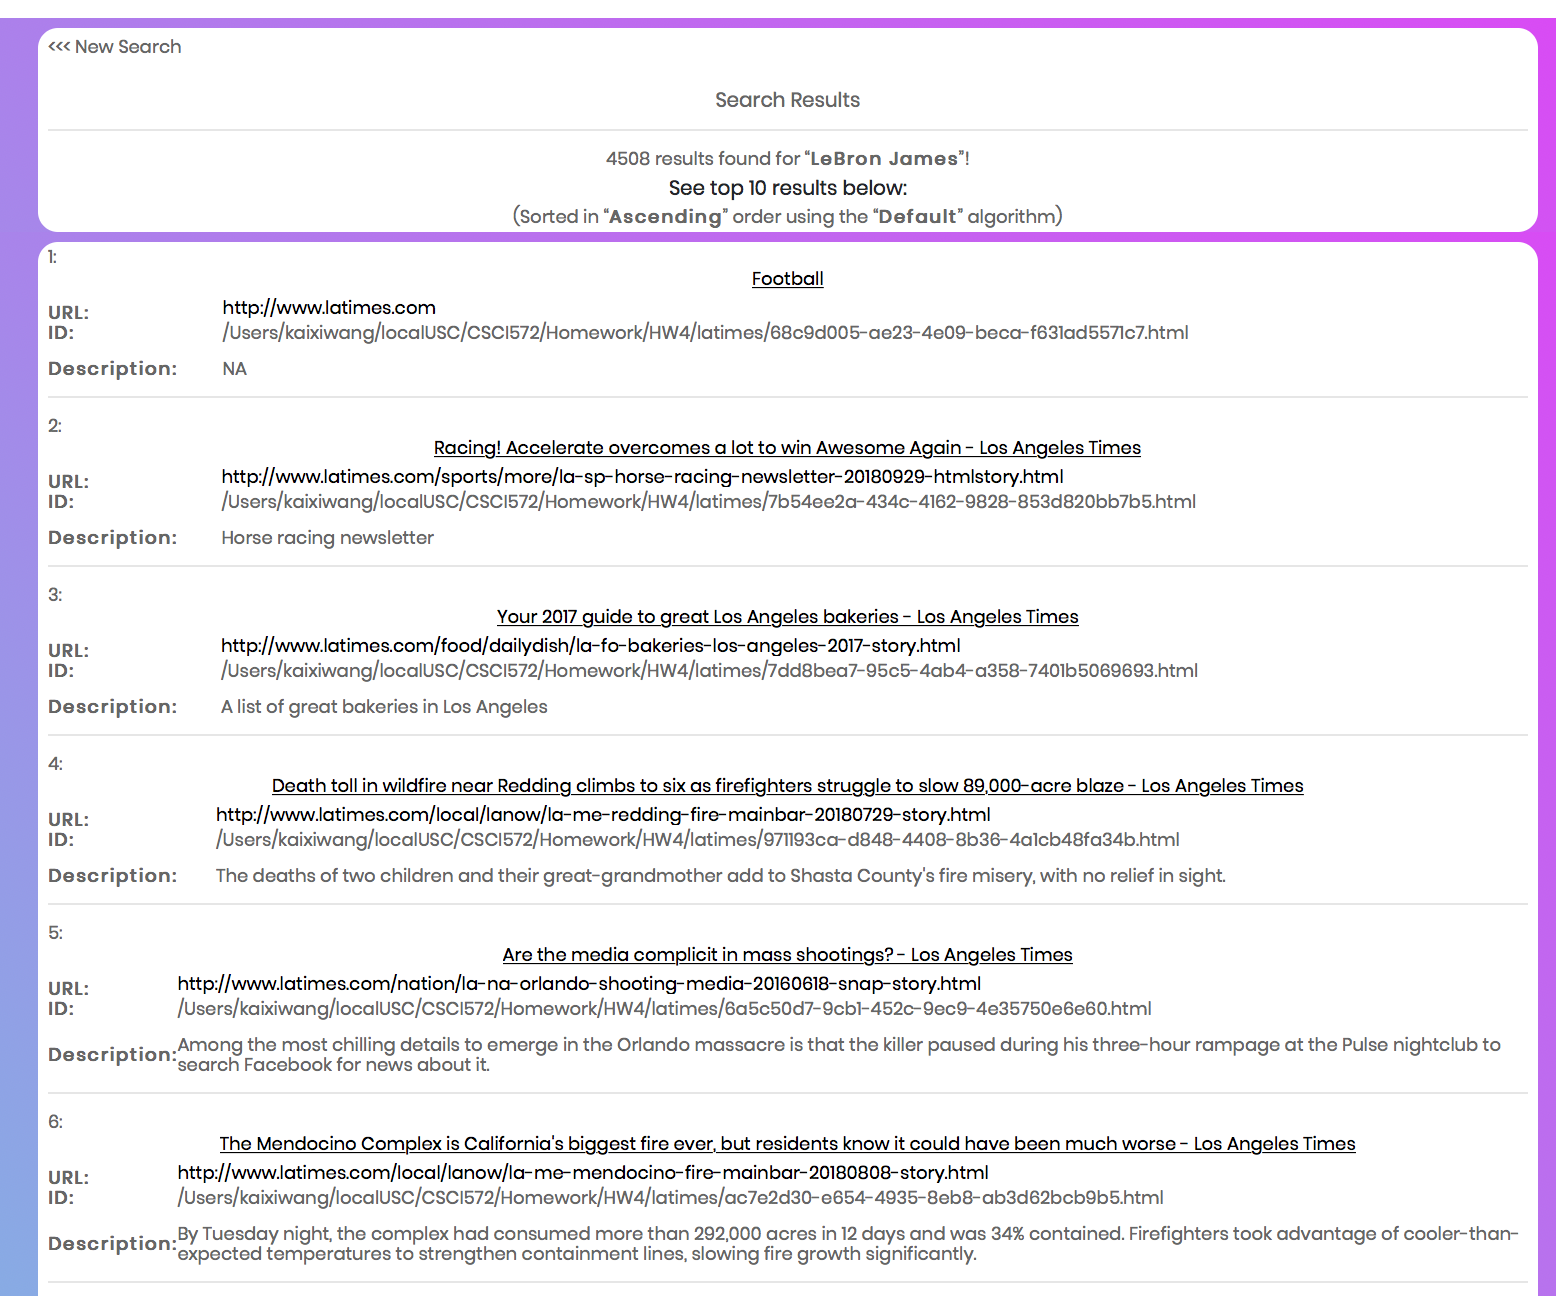 <<< New Search
Search Results
4508 results found for “LeBron James”!
See top 10 results below:
(Sorted in “Ascending” order using the “Default” algorithm)
1:
Football
URL: http://www.latimes.com
ID: /Users/kaixiwang/localUSC/CSCI572/Homework/HW4/latimes/68c9d005-ae23-4e09-beca-f631ad5571c7.html
Description: NA
2:
Racing! Accelerate overcomes a lot to win Awesome Again - Los Angeles Times
URL: http://www.latimes.com/sports/more/la-sp-horse-racing-newsletter-20180929-htmlstory.html
ID: /Users/kaixiwang/localUSC/CSCI572/Homework/HW4/latimes/7b54ee2a-434c-4162-9828-853d820bb7b5.html
Description: Horse racing newsletter
3:
Your 2017 guide to great Los Angeles bakeries - Los Angeles Times
URL: http://www.latimes.com/food/dailydish/la-fo-bakeries-los-angeles-2017-story.html
ID: /Users/kaixiwang/localUSC/CSCI572/Homework/HW4/latimes/7dd8bea7-95c5-4ab4-a358-7401b5069693.html
Description: A list of great bakeries in Los Angeles
4:
Death toll in wildfire near Redding climbs to six as firefighters struggle to slow 89,000-acre blaze - Los Angeles Times
URL: http://www.latimes.com/local/lanow/la-me-redding-fire-mainbar-20180729-story.html
ID: /Users/kaixiwang/localUSC/CSCI572/Homework/HW4/latimes/971193ca-d848-4408-8b36-4a1cb48fa34b.html
Description: The deaths of two children and their great-grandmother add to Shasta County's fire misery, with no relief in sight.
5:
Are the media complicit in mass shootings? - Los Angeles Times
URL: http://www.latimes.com/nation/la-na-orlando-shooting-media-20160618-snap-story.html
ID: /Users/kaixiwang/localUSC/CSCI572/Homework/HW4/latimes/6a5c50d7-9cb1-452c-9ec9-4e35750e6e60.html
Description: Among the most chilling details to emerge in the Orlando massacre is that the killer paused during his three-hour rampage at the Pulse nightclub to
search Facebook for news about it.
6:
The Mendocino Complex is California's biggest fire ever, but residents know it could have been much worse - Los Angeles Times
URL: http://www.latimes.com/local/lanow/la-me-mendocino-fire-mainbar-20180808-story.html
ID: /Users/kaixiwang/localUSC/CSCI572/Homework/HW4/latimes/ac7e2d30-e654-4935-8eb8-ab3d62bcb9b5.html
Description: By Tuesday night, the complex had consumed more than 292,000 acres in 12 days and was 34% contained. Firefighters took advantage of cooler-than-
expected temperatures to strengthen containment lines, slowing fire growth significantly.